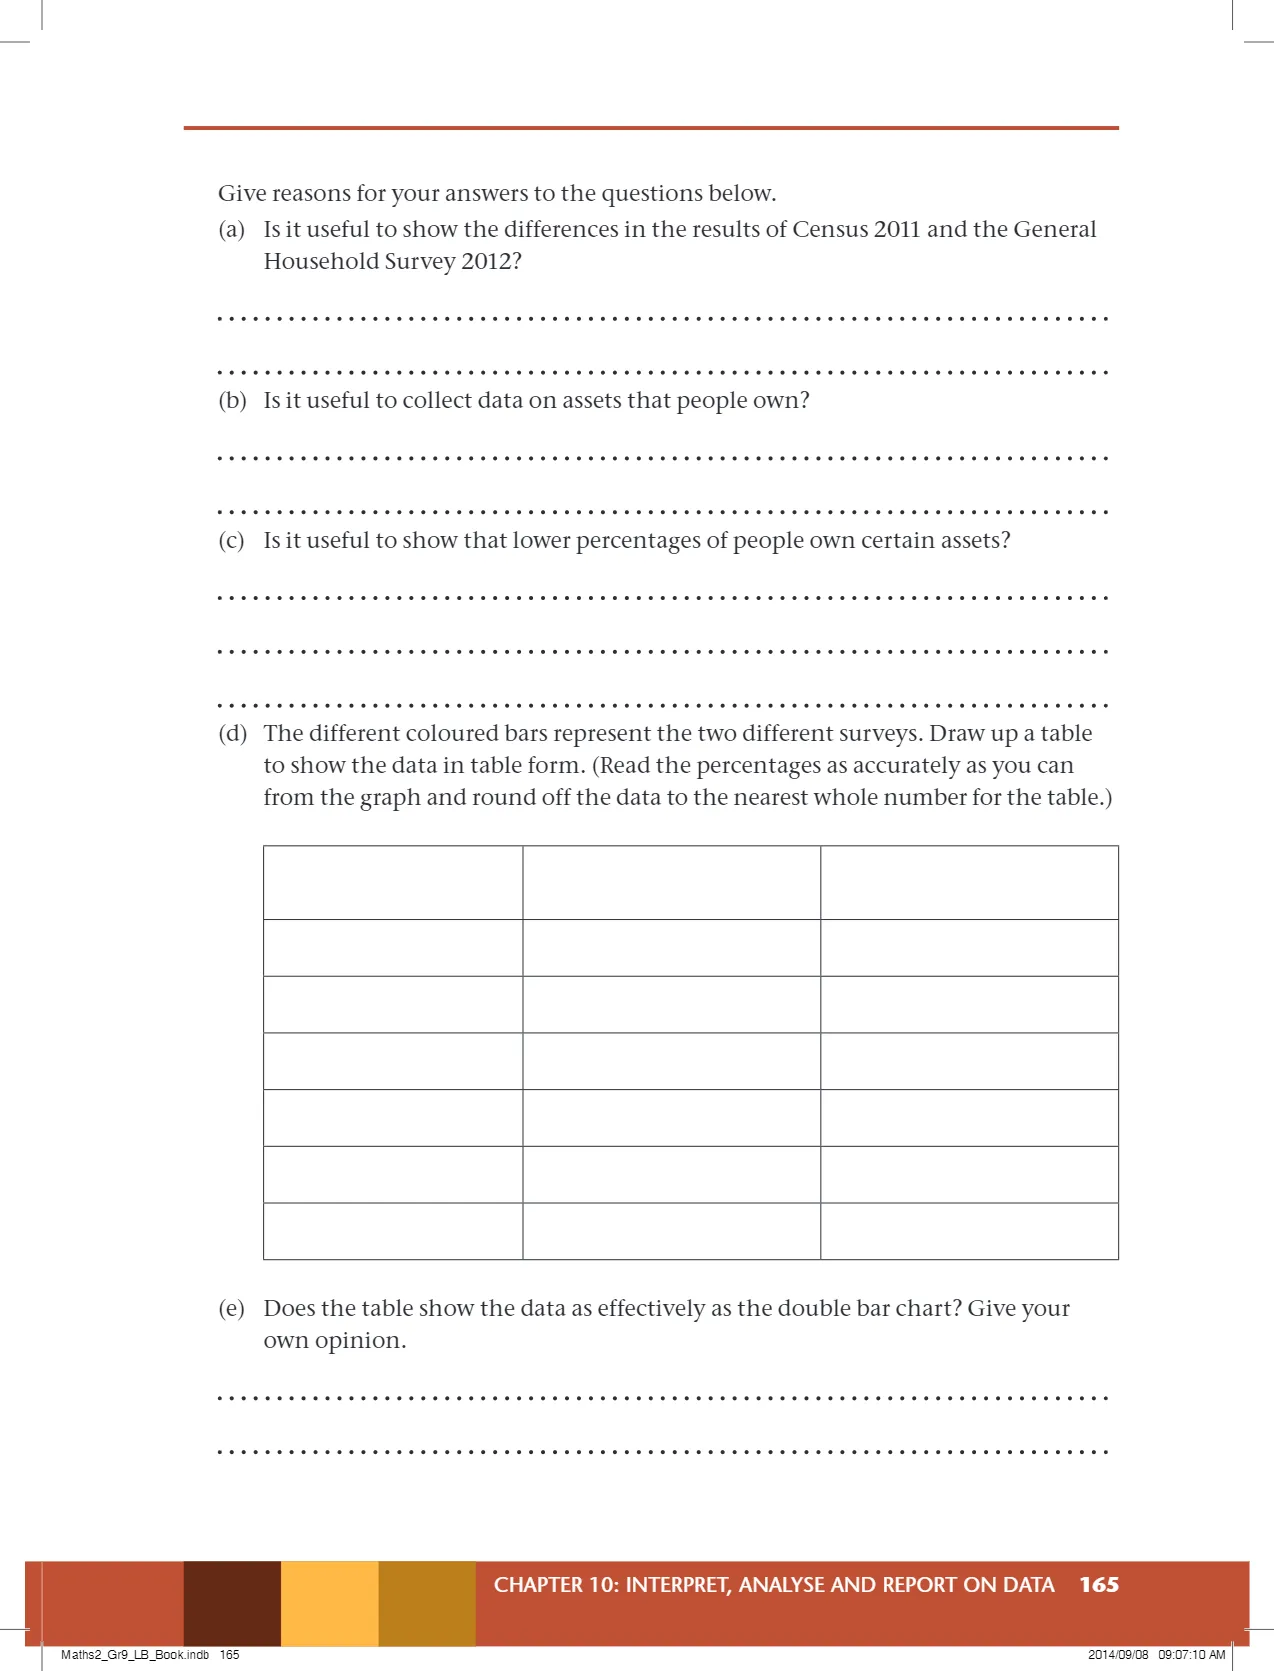 Give reasons for your answers to the questions below.
(a) Is it useful to show the differences in the results of Census 2011 and the General
Household Survey 2012?
(b) Is it useful to collect data on assets that people own?
(c) Is it useful to show that lower percentages of people own certain assets?
(d) The different coloured bars represent the two different surveys. Draw up a table
to show the data in table form. (Read the percentages as accurately as you can
from the graph and round off the data to the nearest whole number for the table.)
(e) Does the table show the data as effectively as the double bar chart? Give your
own opinion.
CHAPTER 10: INTERPRET, ANALYSE AND REPORT ON DATA 165
Maths2_Gr9_LB_Book.indb 165
2014/09/08 09:07:10 AM